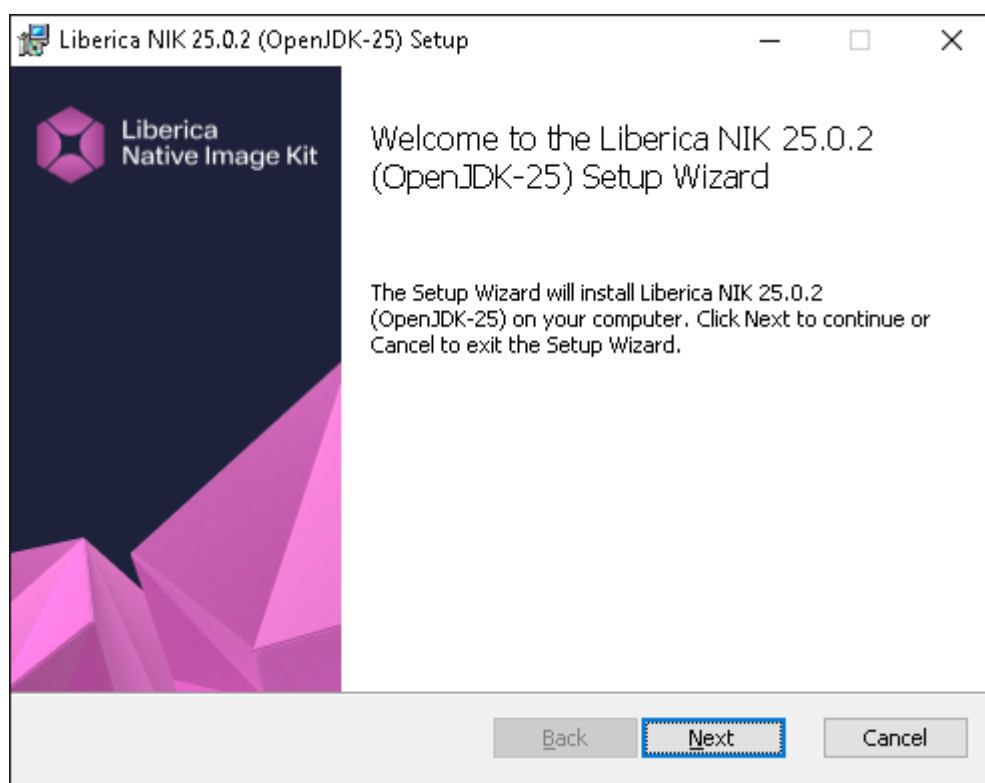 Liberica NIK 25.0.2 (OpenJDK-25) Setup
Liberica
Native Image Kit
Welcome to the Liberica NIK 25.0.2
(OpenJDK-25) Setup Wizard
The Setup Wizard will install Liberica NIK 25.0.2
(OpenJDK-25) on your computer. Click Next to continue or
Cancel to exit the Setup Wizard.
Back
Next
Cancel